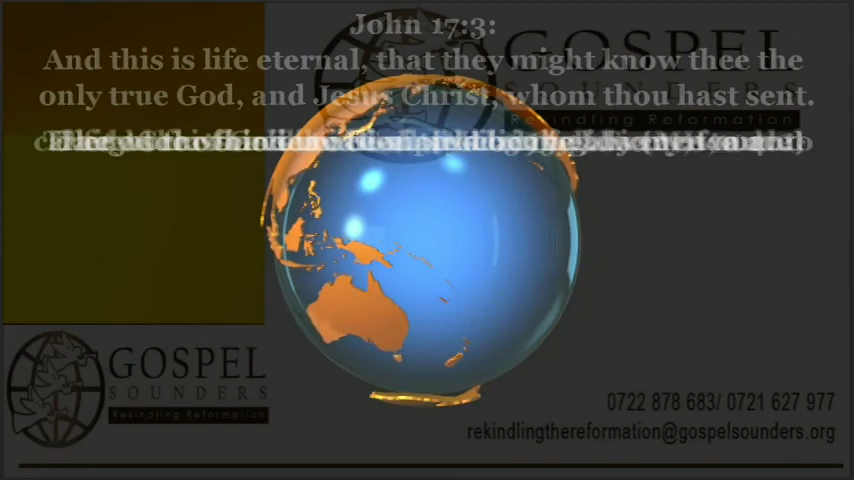 John 17:3:
And this is life eternal, that they might know thee the
only true God, and Jesus Christ, whom thou hast sent.
GOSPEL
SOUNDERS
Rekindling Reformation
GOSPEL
SOUNDERS
Rekindling Reformation
0722 878 683/ 0721 627 977
rekindlingthereformation@gospelsounders.org